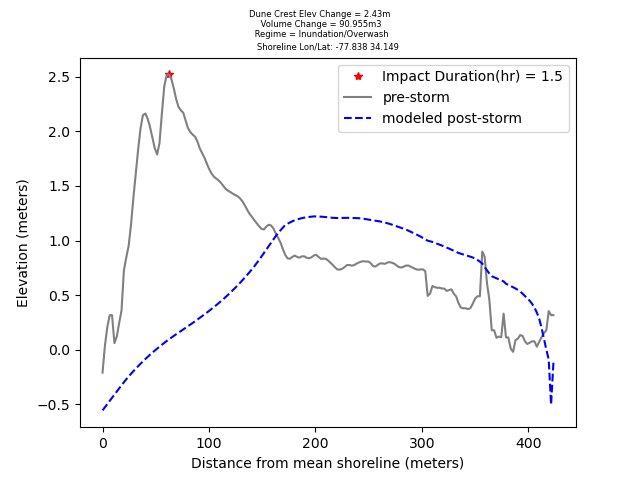 Dune Crest Elev Change = 2.43m
Volume Change = 90.955m3
Regime = Inundation/Overwash
Shoreline Lon/Lat: -77.838 34.149
Impact Duration(hr) = 1.5
pre-storm
modeled post-storm
Elevation (meters)
2.5
2.0
1.5
1.0
0.5
0.0
−0.5
0 100 200 300 400
Distance from mean shoreline (meters)